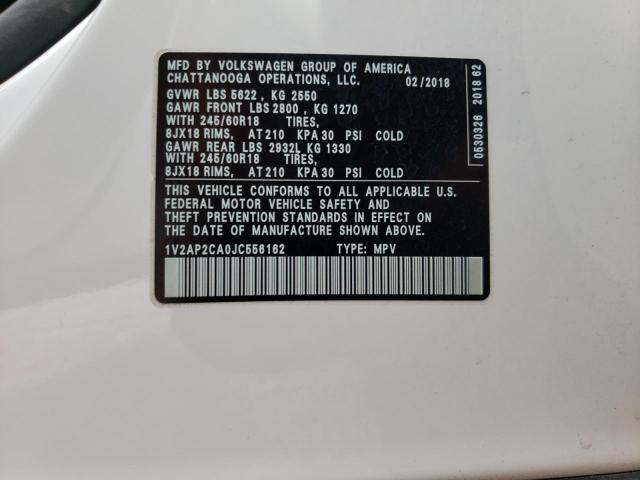 MFD BY VOLKSWAGEN GROUP OF AMERICA
CHATTANOOGA OPERATIONS, LLC. 02/2018
GVWR LBS 5622, KG 2550
GAWR FRONT LBS 2800, KG 1270
WITH 245/60R18 TIRES,
8JX18 RIMS, AT 210 KPA 30 PSI COLD
GAWR REAR LBS 2932L KG 1330
WITH 245/60R18 TIRES,
8JX18 RIMS, AT 210 KPA 30 PSI COLD
THIS VEHICLE CONFORMS TO ALL APPLICABLE U.S.
FEDERAL MOTOR VEHICLE SAFETY AND
THEFT PREVENTION STANDARDS IN EFFECT ON
THE DATE OF MANUFACTURE SHOWN ABOVE
1V2AP2CA0JC556162 TYPE: MPV
0530326 2018 62